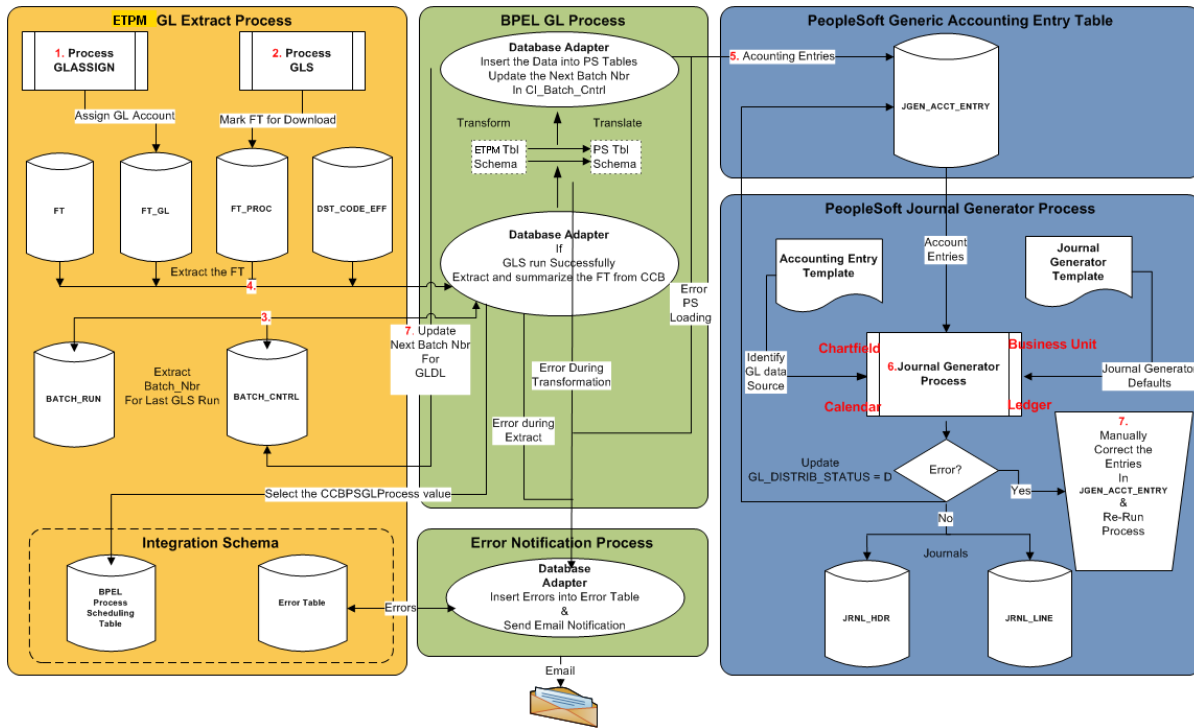 ETPM GL Extract Process
1. Process
GLASSIGN
2. Process
GLS
Assign GL Account
Mark FT for Download
FT
FT_GL
FT_PROC
DST_CODE_EFF
Extract the FT
4.
3.
BATCH_RUN
Extract
Batch_Nbr
For Last GLS Run
BATCH_CNTRL
Select the CCBPSGLProcess value
Integration Schema
BPEL
Process
Scheduling
Table
Error Table
Errors
BPEL GL Process
Database Adapter
Insert the Data into PS Tables
Update the Next Batch Nbr
In CI_Batch_Cntrl
Transform
Translate
ETPM Tbl
Schema
PS Tbl
Schema
Database Adapter
If
GLS run Successfully
Extract and summarize the FT from CCB
7. Update
Next Batch Nbr
For
GLDL
Error
PS
Loading
Error During
Transformation
Error during
Extract
Error Notification Process
Database
Adapter
Insert Errors into Error Table
&
Send Email Notification
Email
PeopleSoft Generic Accounting Entry Table
5. Acounting Entries
JGEN_ACCT_ENTRY
PeopleSoft Journal Generator Process
Accounting Entry
Template
Account
Entries
Journal
Generator
Template
Identify
GL data
Source
Chartfield
Business Unit
6.Journal Generator
Process
Calendar
Ledger
Journal Generator
Defaults
Update
GL_DISTRIB_STATUS = D
Error?
Yes
No
7.
Manually
Correct the
Entries
In
JGEN_ACCT_ENTRY
&
Re-Run
Process
Journals
JRNL_HDR
JRNL_LINE